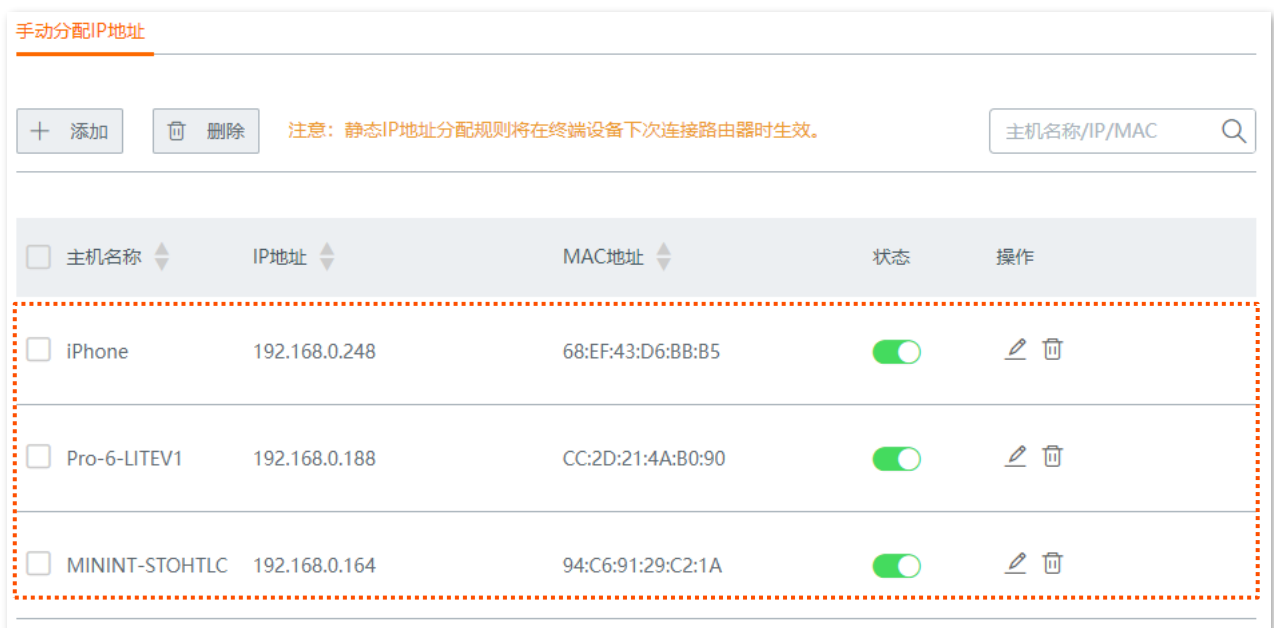 手动分配IP地址
添加 删除 注意：静态IP地址分配规则将在终端设备下次连接路由器时生效。 主机名称/IP/MAC
主机名称 IP地址 MAC地址 状态 操作
iPhone 192.168.0.248 68:EF:43:D6:BB:B5
Pro-6-LITEV1 192.168.0.188 CC:2D:21:4A:B0:90
MININT-STOHTLC 192.168.0.164 94:C6:91:29:C2:1A